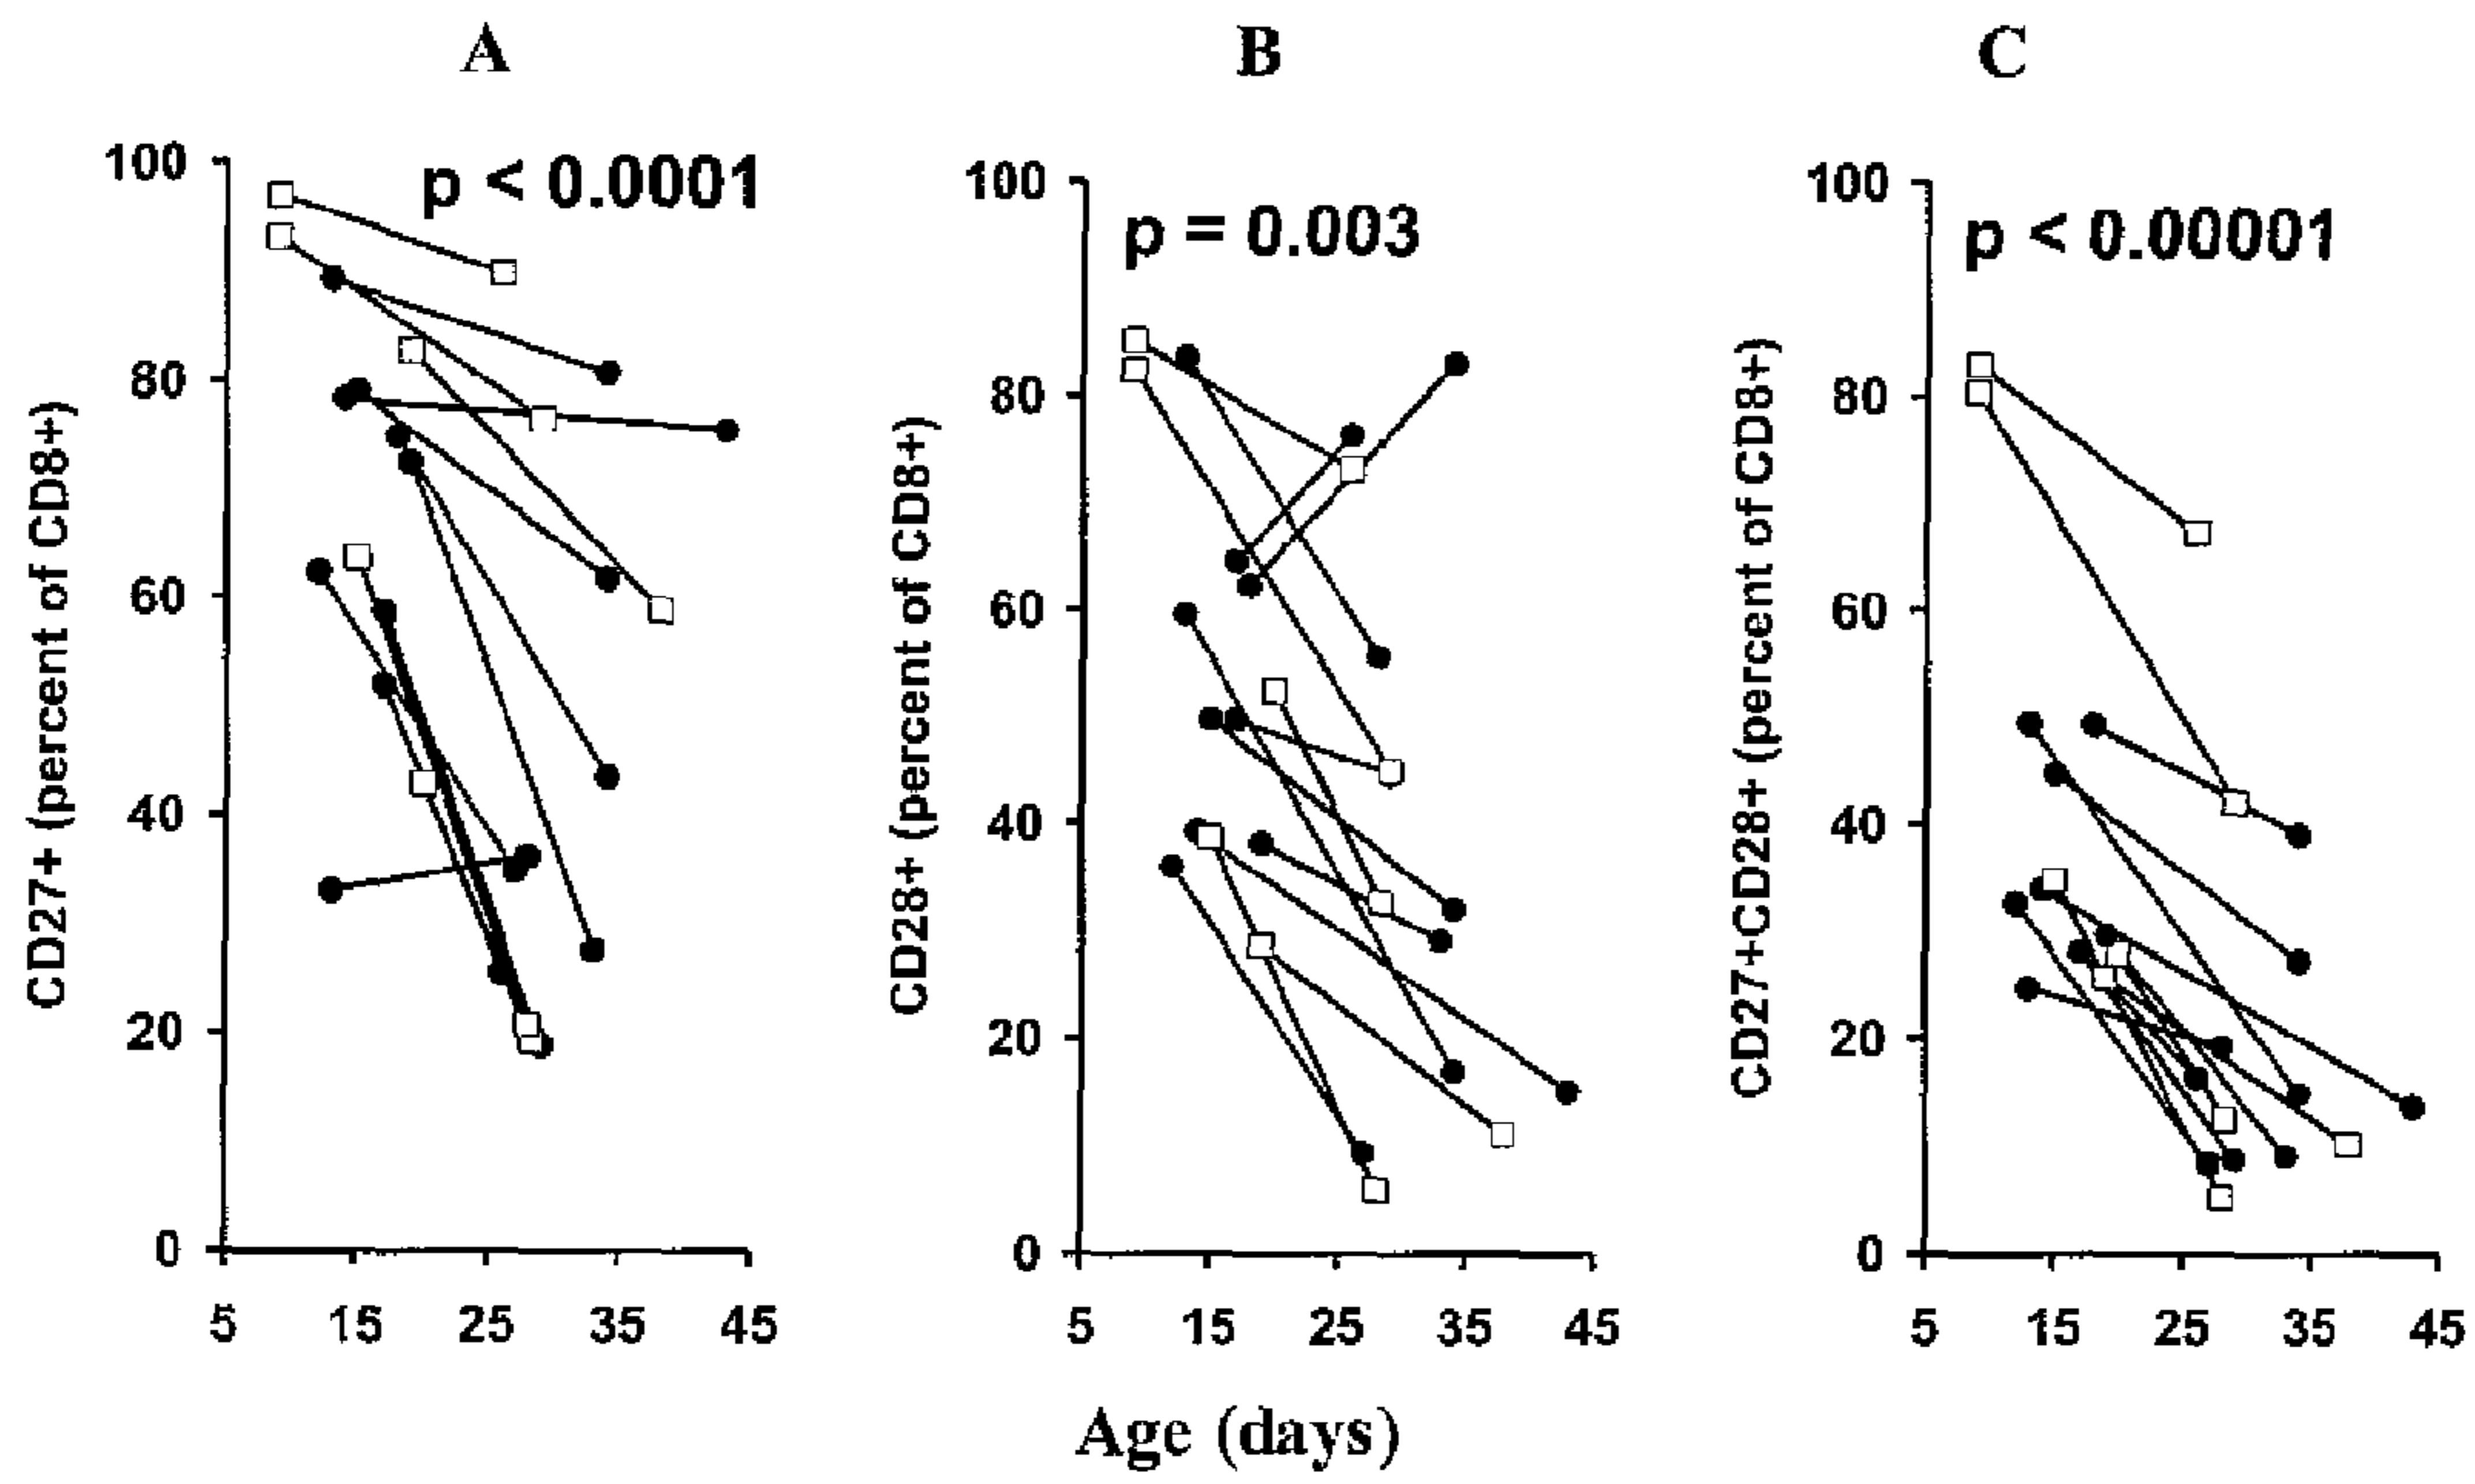 A
B
C
p < 0.0001
p = 0.003
p < 0.00001
CD27+ (percent of CD8+)
100
80
60
40
20
0
5 15 25 35 45
CD28+ (percent of CD8+)
100
80
60
40
20
0
5 15 25 35 45
CD27+CD28+ (percent of CD8+)
100
80
60
40
20
0
5 15 25 35 45
Age (days)